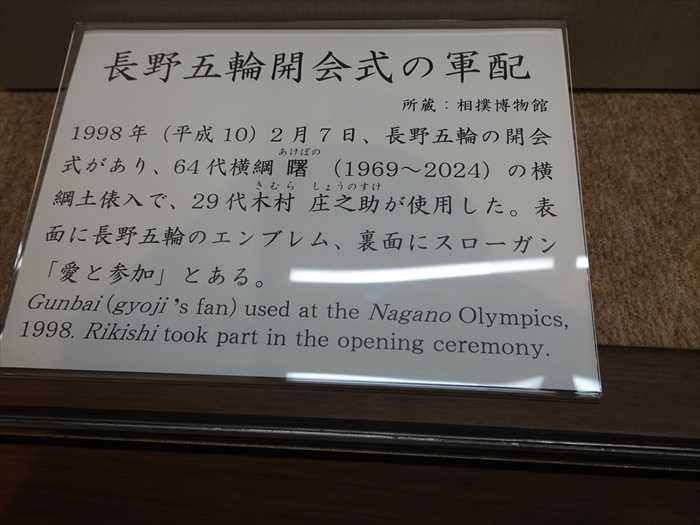 長野五輪開会式の軍配
所蔵：相撲博物館
1998年（平成10）2月7日、長野五輪の開会
あけぼの
式があり、64代横綱 曙 （1969～2024）の横
きむら しょうのすけ
綱土俵入で、29代木村 庄之助が使用した。表
面に長野五輪のエンブレム、裏面にスローガン
「愛と参加」とある。
Gunbai (gyoji's fan) used at the Nagano Olympics,
1998. Rikishi took part in the opening ceremony.